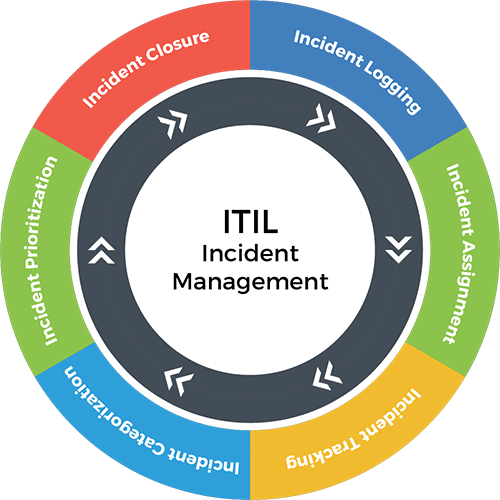 ITIL
Incident
Management
Incident Logging
Incident Assignment
Incident Tracking
Incident Categorization
Incident Prioritization
Incident Closure